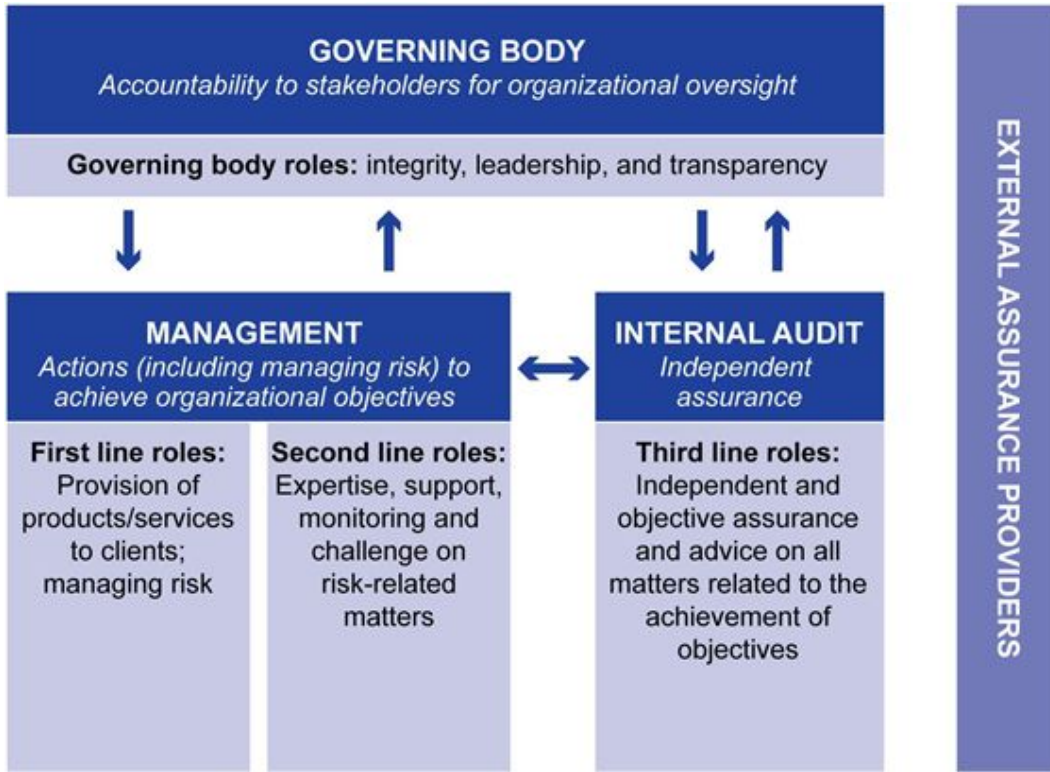 GOVERNING BODY
Accountability to stakeholders for organizational oversight
Governing body roles: integrity, leadership, and transparency
MANAGEMENT
Actions (including managing risk) to
achieve organizational objectives
First line roles:
Provision of
products/services
to clients;
managing risk
Second line roles:
Expertise, support,
monitoring and
challenge on
risk-related
matters
INTERNAL AUDIT
Independent
assurance
Third line roles:
Independent and
objective assurance
and advice on all
matters related to the
achievement of
objectives
EXTERNAL ASSURANCE PROVIDERS